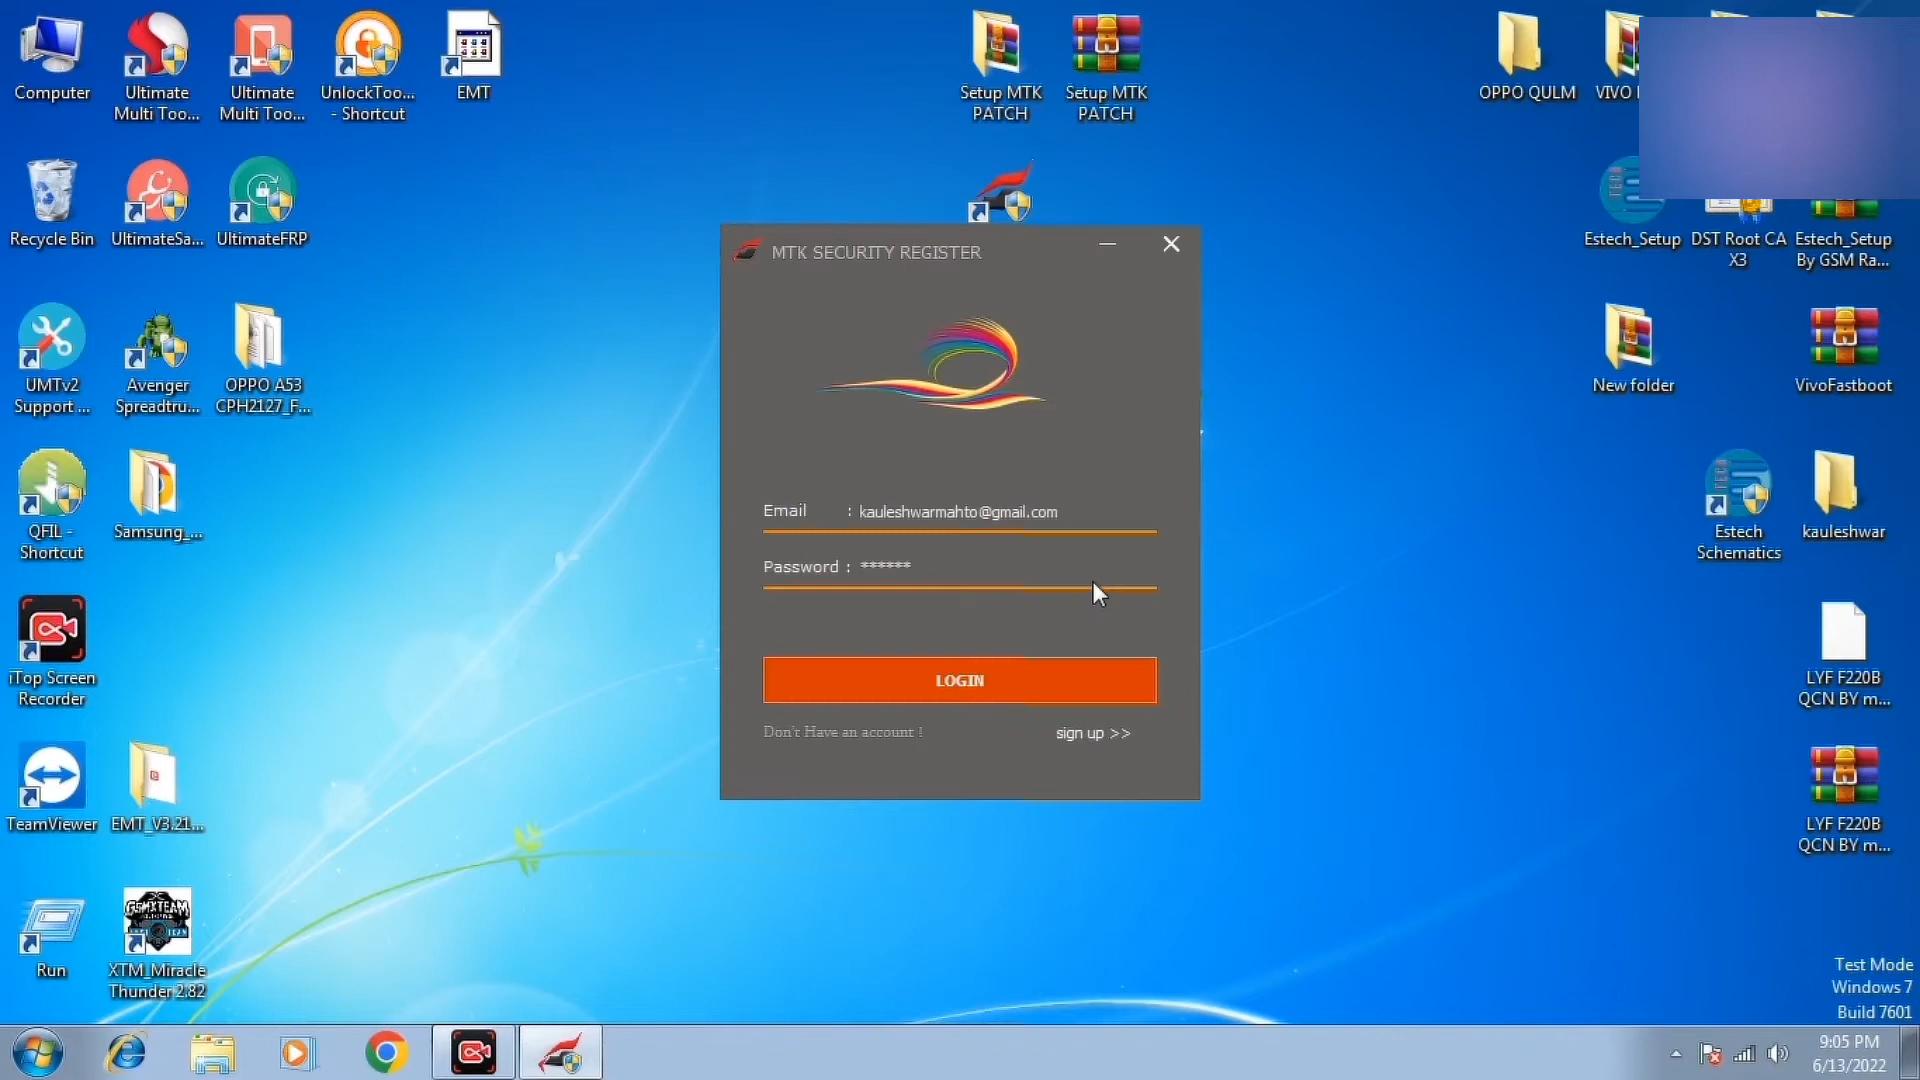 Computer
Ultimate
Multi Too...
Ultimate
Multi Too...
UnlockToo...
- Shortcut
EMT
Setup MTK
PATCH
Setup MTK
PATCH
OPPO QULM
VIVO
Recycle Bin
UltimateSa...
UltimateFRP
Estech_Setup
DST Root CA
X3
Estech_Setup
By GSM Ra...
MTK SECURITY REGISTER
UMTv2
Support ...
Avenger
Spreadtru...
OPPO A53
CPH2127_F...
New folder
VivoFastboot
QFIL -
Shortcut
Samsung_...
Email : kauleshwarmahto@gmail.com
Password : ******
LOGIN
Don't Have an account !
sign up >>
Estech
Schematics
kauleshwar
iTop Screen
Recorder
LYF F220B
QCN BY m...
TeamViewer
EMT_V3.21...
LYF F220B
QCN BY m...
Run
XTM_Miracle
Thunder 2.82
Test Mode
Windows 7
Build 7601
9:05 PM
6/13/2022